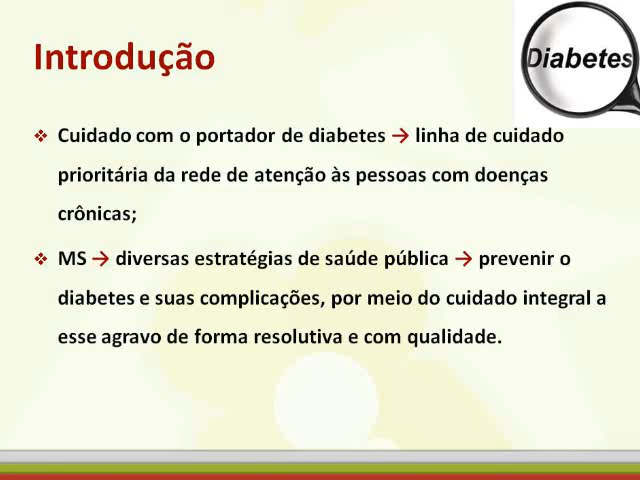 Introdução
Diabetes
❖ Cuidado com o portador de diabetes → linha de cuidado
prioritária da rede de atenção às pessoas com doenças
crônicas;
❖ MS → diversas estratégias de saúde pública → prevenir o
diabetes e suas complicações, por meio do cuidado integral a
esse agravo de forma resolutiva e com qualidade.